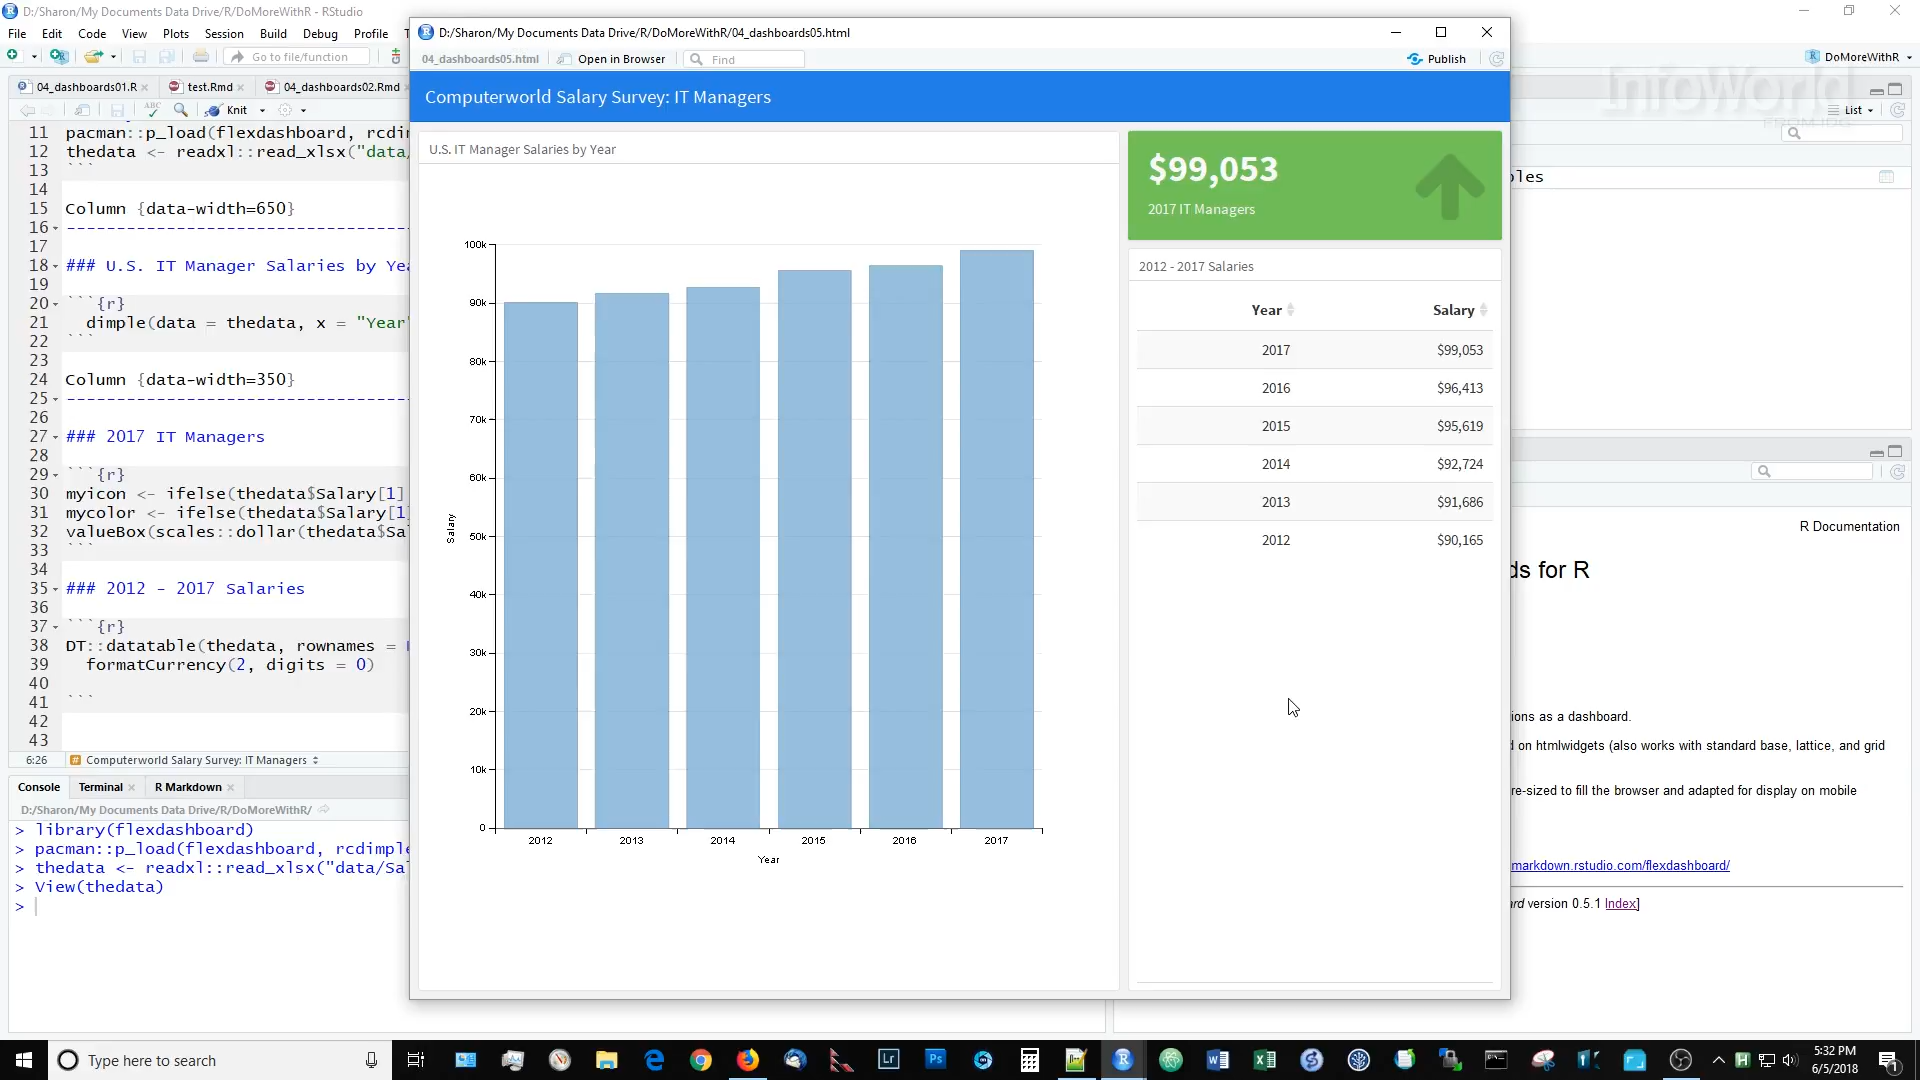 D:/Sharon/My Documents Data Drive/R/DoMoreWithR - RStudio
File Edit Code View Plots Session Build Debug Profile
Go to file/function
DoMoreWithR
04_dashboards01.R
test.Rmd
04_dashboards02.Rmd
Knit
11 pacman::p_load(flexdashboard, rcdi
12 thedata <- readxl::read_xlsx("data/
13 ```
14
15 Column {data-width=650}
16 -----------------------------------
17
18 ### U.S. IT Manager Salaries by Yea
19
20 ```{r}
21 dimple(data = thedata, x = "Year"
22 ```
23
24 Column {data-width=350}
25 -----------------------------------
26
27 ### 2017 IT Managers
28
29 ```{r}
30 myicon <- ifelse(thedata$Salary[1]
31 mycolor <- ifelse(thedata$Salary[1]
32 valueBox(scales::dollar(thedata$Sa
33 ```
34
35 ### 2012 - 2017 Salaries
36
37 ```{r}
38 DT::datatable(thedata, rownames =
39 formatCurrency(2, digits = 0)
40
41 ```
42
43
6:26 Computerworld Salary Survey: IT Managers
Console Terminal R Markdown
D:/Sharon/My Documents Data Drive/R/DoMoreWithR/
> library(flexdashboard)
> pacman::p_load(flexdashboard, rcdimple
> thedata <- readxl::read_xlsx("data/Sa
> View(thedata)
>
D:/Sharon/My Documents Data Drive/R/DoMoreWithR/04_dashboards05.html
04_dashboards05.html Open in Browser Find Publish
Computerworld Salary Survey: IT Managers
U.S. IT Manager Salaries by Year
100k
90k
80k
70k
60k
50k
40k
30k
20k
10k
0
Salary
2012 2013 2014 2015 2016 2017
Year
$99,053
2017 IT Managers
2012 - 2017 Salaries
Year Salary
2017 $99,053
2016 $96,413
2015 $95,619
2014 $92,724
2013 $91,686
2012 $90,165
InfoWorld
FROM IDG
List
bles
R Documentation
ds for R
ions as a dashboard.
d on htmlwidgets (also works with standard base, lattice, and grid
re-sized to fill the browser and adapted for display on mobile
markdown.rstudio.com/flexdashboard/
rd version 0.5.1 Index]
Type here to search
Lr
Ps
5:32 PM
6/5/2018
1